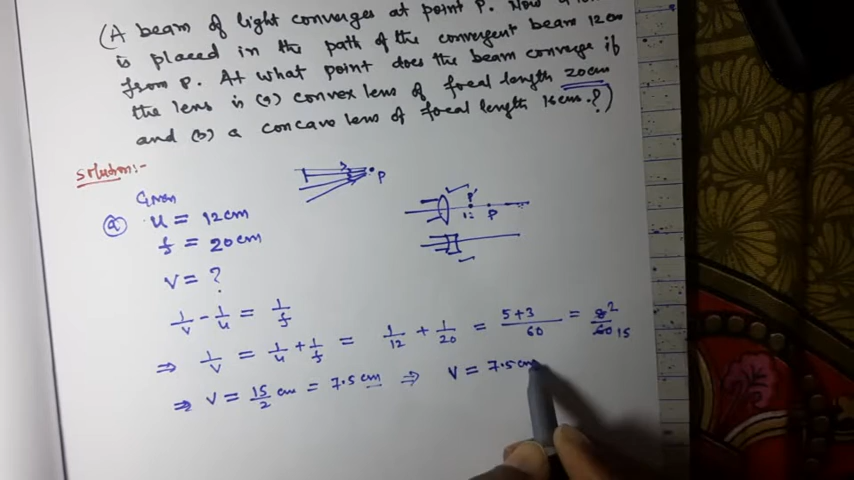 (A beam of light converges at point P. Now a
is placed in the path of the convergent beam 12cm
from P. At what point does the beam converge if
the lens is (a) convex lens of focal length 20cm
and (b) a concave lens of focal length 16cm.?)
Solution:-
P
Given
(a) u = 12cm
f = 20cm
v = ?
P'
12 P
1/v - 1/u = 1/f
⇒ 1/v = 1/u + 1/f = 1/12 + 1/20 = 5+3/60 = 8/60 2 15
⇒ v = 15/2 cm = 7.5 cm ⇒ v = 7.5 cm